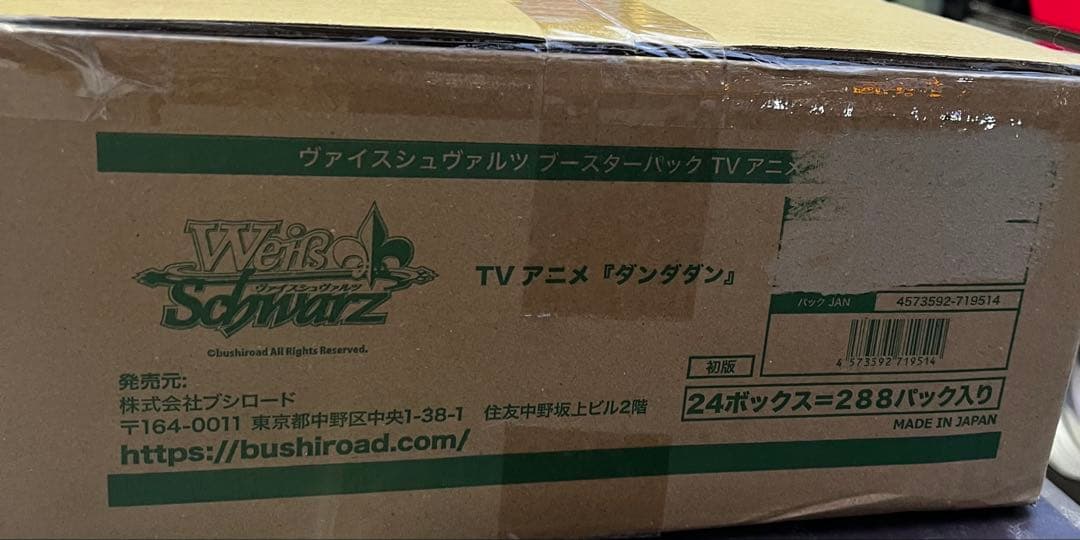 ヴァイスシュヴァルツ ブースターパック TV アニメ
Weiß
ヴァイスシュヴァルツ
Schwarz
©bushiroad All Rights Reserved.
TV アニメ『ダンダダン』
パック JAN 4573592-719514
4 573592 719514
初版
24ボックス=288パック入り
MADE IN JAPAN
発売元:
株式会社ブシロード
〒164-0011 東京都中野区中央1-38-1 住友中野坂上ビル2階
https://bushiroad.com/